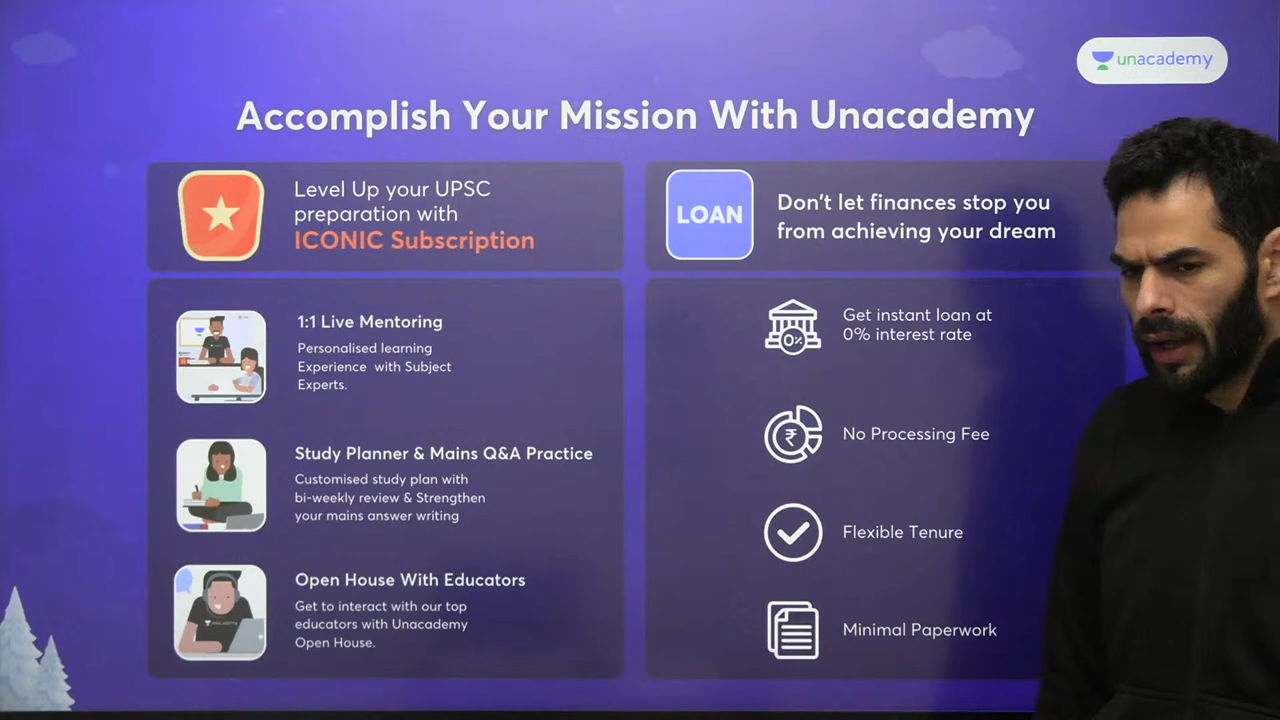 unacademy
Accomplish Your Mission With Unacademy
Level Up your UPSC
preparation with
ICONIC Subscription
1:1 Live Mentoring
Personalised learning
Experience with Subject
Experts.
Study Planner & Mains Q&A Practice
Customised study plan with
bi-weekly review & Strengthen
your mains answer writing
Open House With Educators
Get to interact with our top
educators with Unacademy
Open House.
LOAN
Don't let finances stop you
from achieving your dream
0%
Get instant loan at
0% interest rate
₹
No Processing Fee
Flexible Tenure
Minimal Paperwork